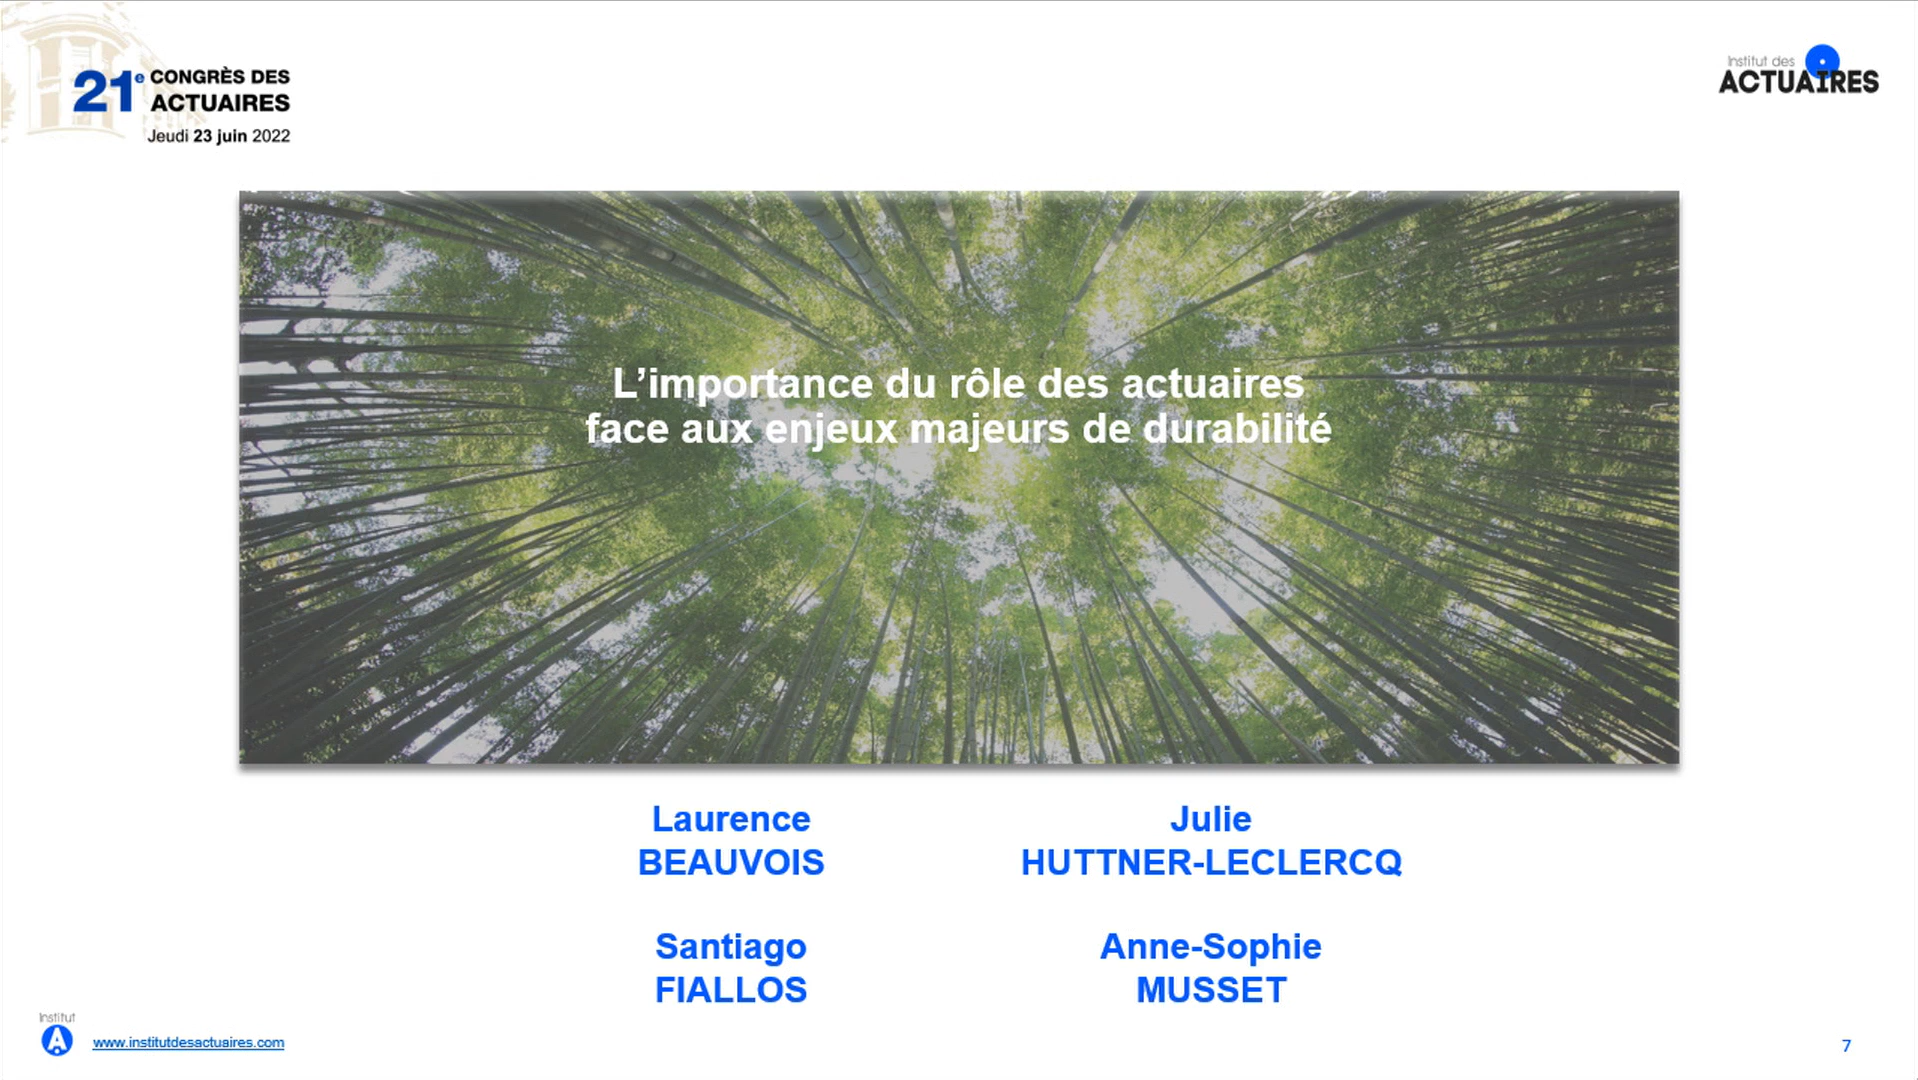 21e CONGRÈS DES
ACTUAIRES
Jeudi 23 juin 2022
Institut des
ACTUAIRES
L’importance du rôle des actuaires
face aux enjeux majeurs de durabilité
Laurence
BEAUVOIS
Julie
HUTTNER-LECLERCQ
Santiago
FIALLOS
Anne-Sophie
MUSSET
Institut
A
www.institutdesactuaires.com
7